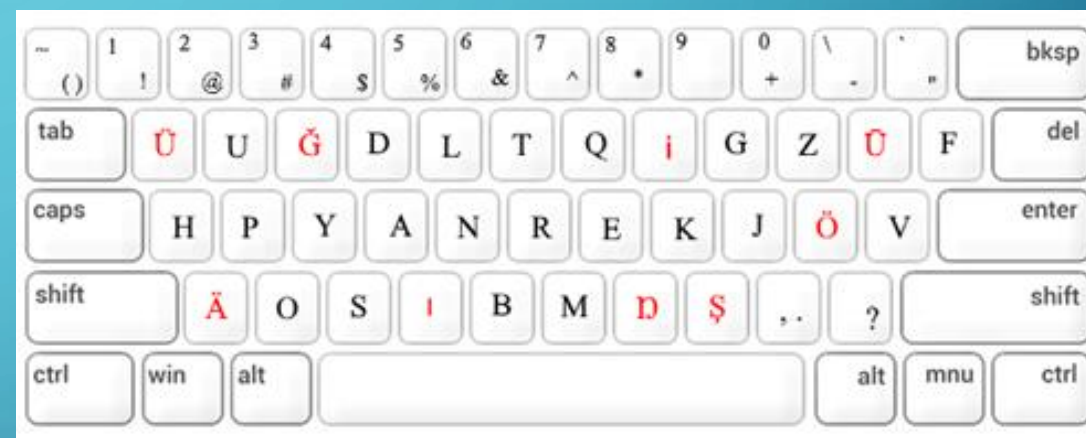 ~ () 1 ! 2 @ 3 # 4 $ 5 % 6 & 7 ^ 8 * 9 0 + \ - ` " bksp
tab Ü U Ğ D L T Q i G Z Ū F del
caps H P Y A N R E K J Ö V enter
shift Ä O S I B M Ŋ Ş , . ? shift
ctrl win alt alt mnu ctrl